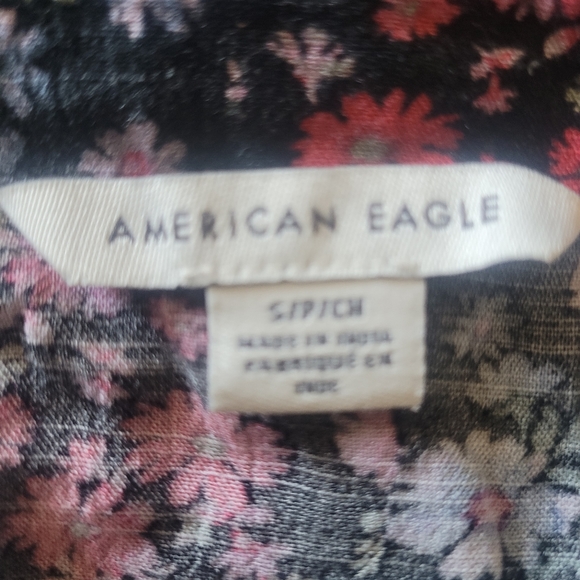 AMERICAN EAGLE
S/P/CH
MADE IN INDIA
FABRIQUÉ EN
INDE